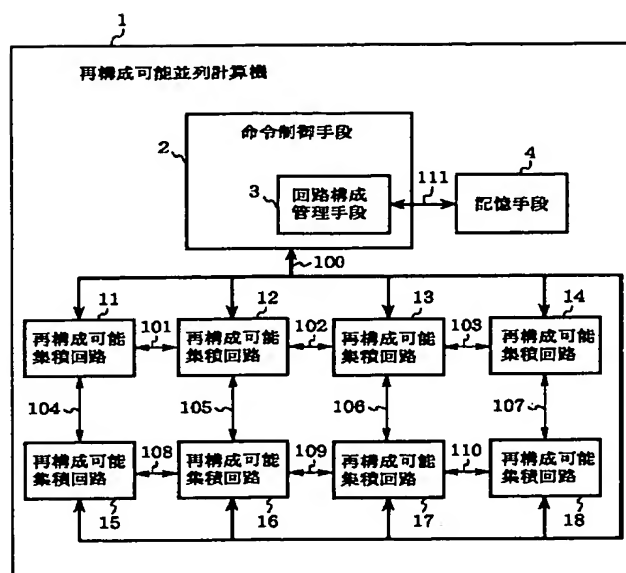 1
再構成可能並列計算機
命令制御手段
2
4
3
回路構成
管理手段
111
記憶手段
100
11
12
13
14
再構成可能
集積回路
101
再構成可能
集積回路
102
再構成可能
集積回路
103
再構成可能
集積回路
104
105
106
107
再構成可能
集積回路
108
再構成可能
集積回路
109
再構成可能
集積回路
110
再構成可能
集積回路
15
16
17
18